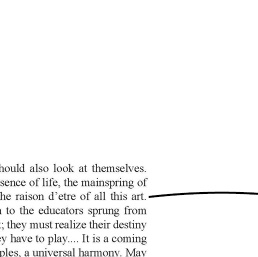 hould also look at themselves.
sence of life, the mainspring of
he raison d'etre of all this art.
to the educators sprung from
; they must realize their destiny
y have to play.... It is a coming
ples, a universal harmony. May